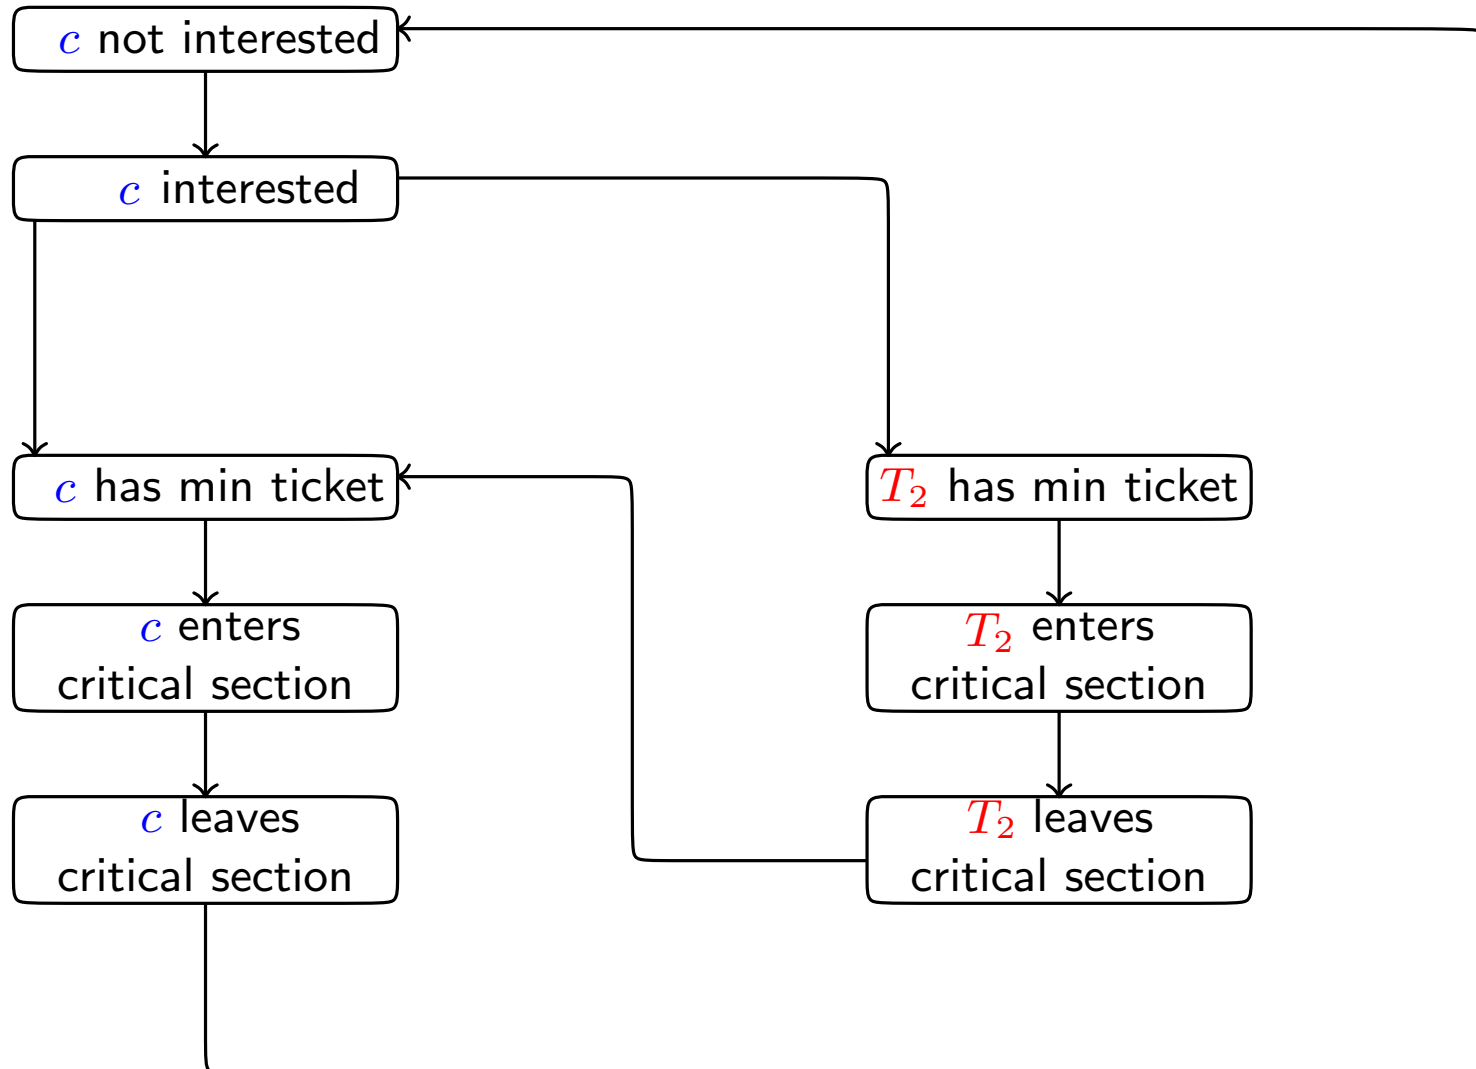 c not interested
c interested
c has min ticket
T₂ has min ticket
c enters
critical section
T₂ enters
critical section
c leaves
critical section
T₂ leaves
critical section